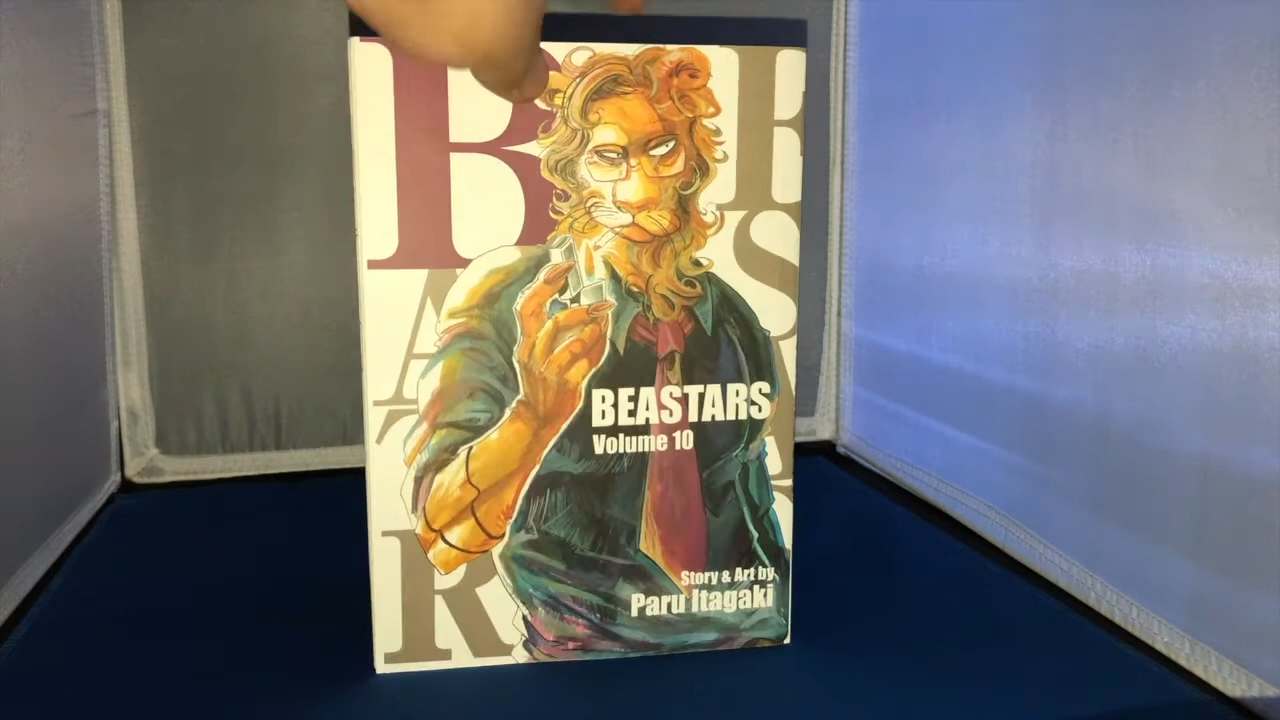 B E
A S
T A
R S
BEASTARS
Volume 10
Story & Art by
Paru Itagaki